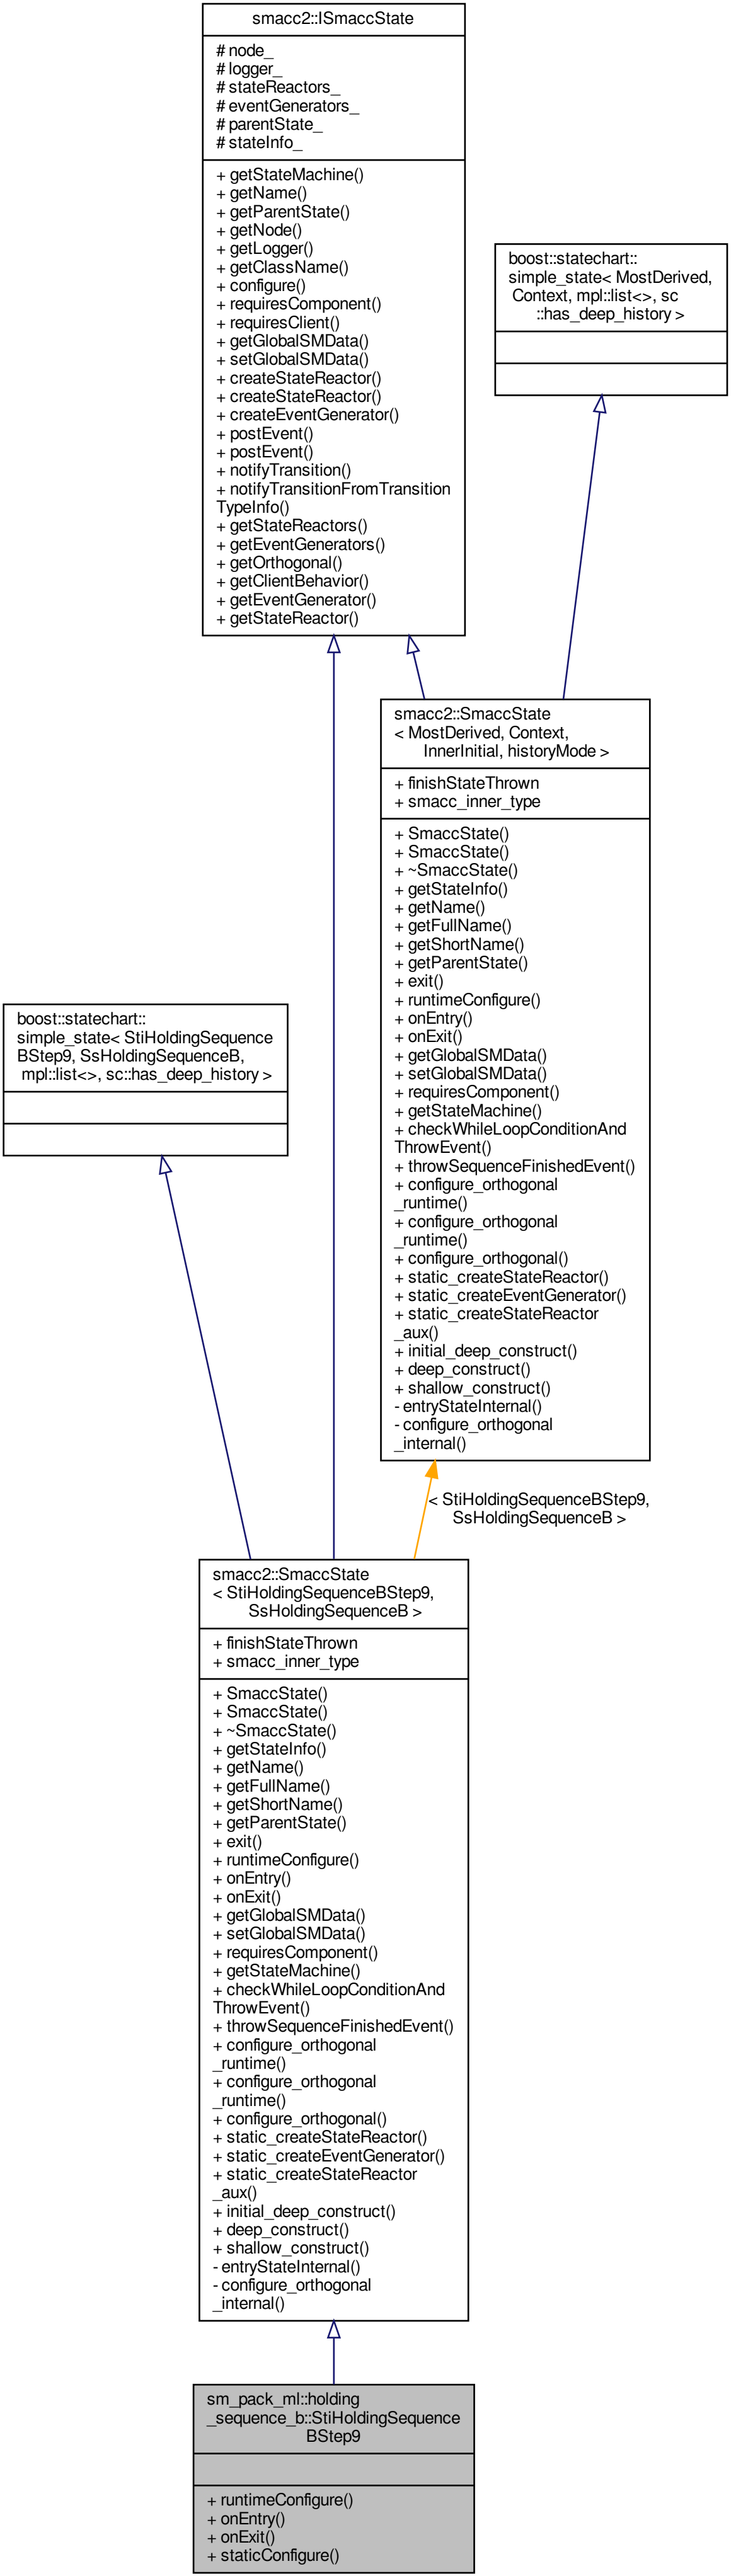 smacc2::ISmaccState
# node_
# logger_
# stateReactors_
# eventGenerators_
# parentState_
# stateInfo_
+ getStateMachine()
+ getName()
+ getParentState()
+ getNode()
+ getLogger()
+ getClassName()
+ configure()
+ requiresComponent()
+ requiresClient()
+ getGlobalSMData()
+ setGlobalSMData()
+ createStateReactor()
+ createStateReactor()
+ createEventGenerator()
+ postEvent()
+ postEvent()
+ notifyTransition()
+ notifyTransitionFromTransition
TypeInfo()
+ getStateReactors()
+ getEventGenerators()
+ getOrthogonal()
+ getClientBehavior()
+ getEventGenerator()
+ getStateReactor()
boost::statechart::
simple_state< MostDerived,
Context, mpl::list<>, sc
::has_deep_history >
smacc2::SmaccState
< MostDerived, Context,
InnerInitial, historyMode >
+ finishStateThrown
+ smacc_inner_type
+ SmaccState()
+ SmaccState()
+ ~SmaccState()
+ getStateInfo()
+ getName()
+ getFullName()
+ getShortName()
+ getParentState()
+ exit()
+ runtimeConfigure()
+ onEntry()
+ onExit()
+ getGlobalSMData()
+ setGlobalSMData()
+ requiresComponent()
+ getStateMachine()
+ checkWhileLoopConditionAnd
ThrowEvent()
+ throwSequenceFinishedEvent()
+ configure_orthogonal
_runtime()
+ configure_orthogonal
_runtime()
+ configure_orthogonal()
+ static_createStateReactor()
+ static_createEventGenerator()
+ static_createStateReactor
_aux()
+ initial_deep_construct()
+ deep_construct()
+ shallow_construct()
- entryStateInternal()
- configure_orthogonal
_internal()
boost::statechart::
simple_state< StiHoldingSequence
BStep9, SsHoldingSequenceB,
mpl::list<>, sc::has_deep_history >
< StiHoldingSequenceBStep9,
SsHoldingSequenceB >
smacc2::SmaccState
< StiHoldingSequenceBStep9,
SsHoldingSequenceB >
+ finishStateThrown
+ smacc_inner_type
+ SmaccState()
+ SmaccState()
+ ~SmaccState()
+ getStateInfo()
+ getName()
+ getFullName()
+ getShortName()
+ getParentState()
+ exit()
+ runtimeConfigure()
+ onEntry()
+ onExit()
+ getGlobalSMData()
+ setGlobalSMData()
+ requiresComponent()
+ getStateMachine()
+ checkWhileLoopConditionAnd
ThrowEvent()
+ throwSequenceFinishedEvent()
+ configure_orthogonal
_runtime()
+ configure_orthogonal
_runtime()
+ configure_orthogonal()
+ static_createStateReactor()
+ static_createEventGenerator()
+ static_createStateReactor
_aux()
+ initial_deep_construct()
+ deep_construct()
+ shallow_construct()
- entryStateInternal()
- configure_orthogonal
_internal()
sm_pack_ml::holding
_sequence_b::StiHoldingSequence
BStep9
+ runtimeConfigure()
+ onEntry()
+ onExit()
+ staticConfigure()